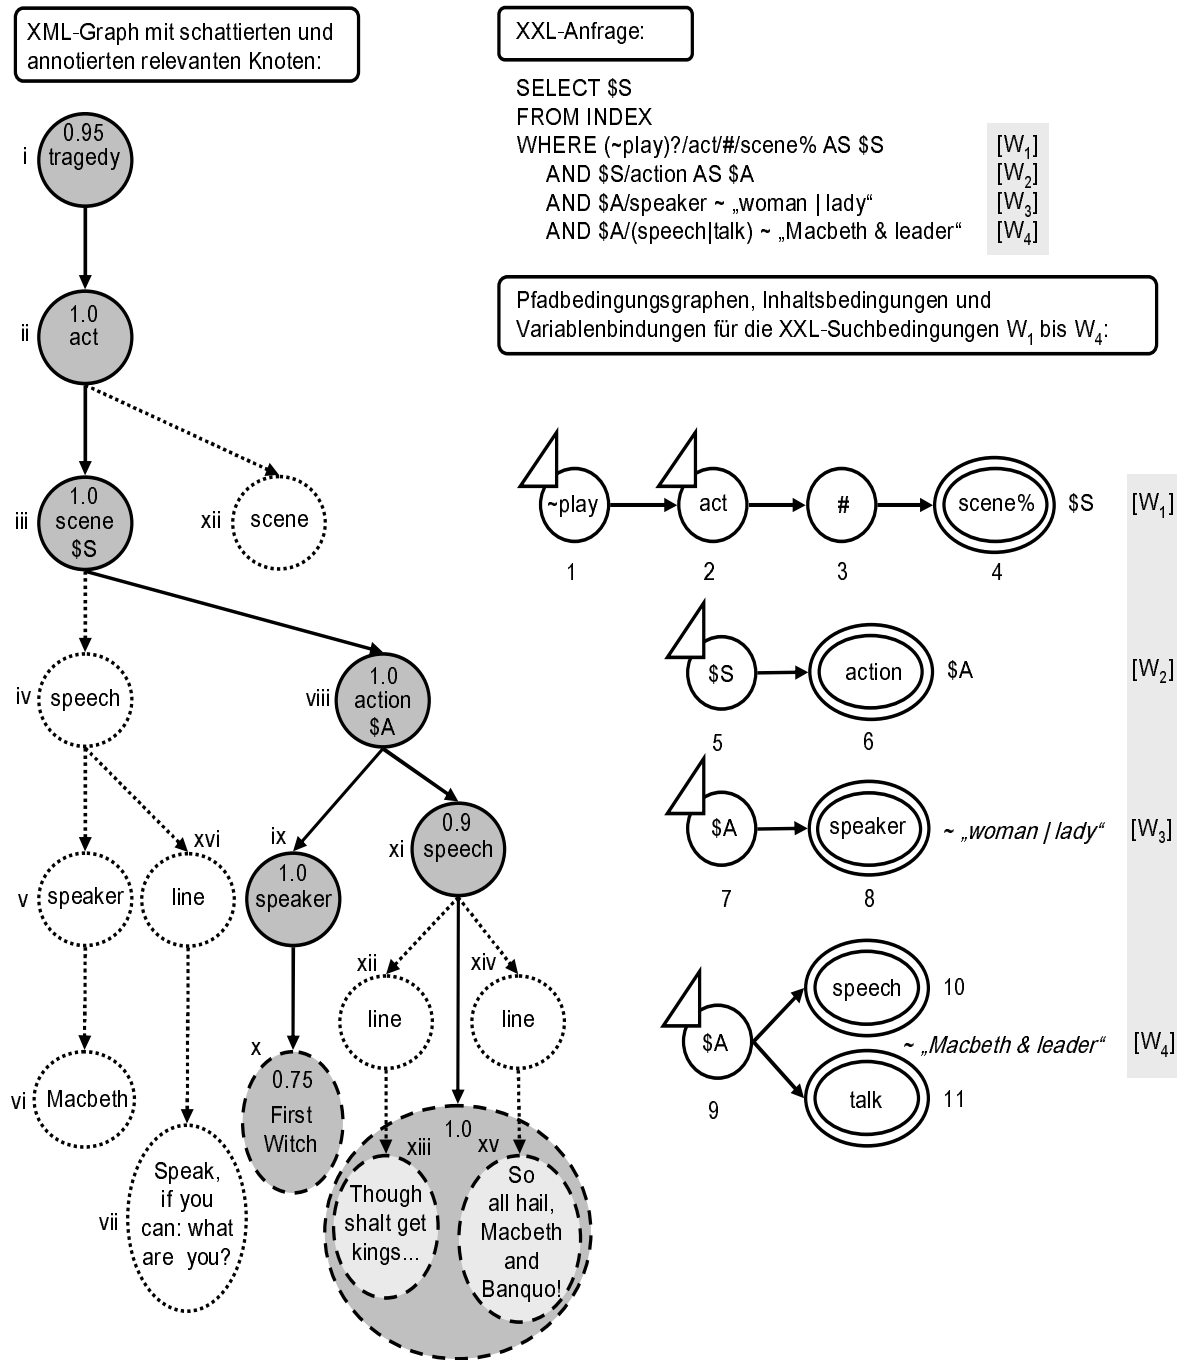 XML-Graph mit schattierten und
annotierten relevanten Knoten:
XXL-Anfrage:
SELECT $S
FROM INDEX
WHERE (~play)?/act/#/scene% AS $S [W1]
AND $S/action AS $A [W2]
AND $A/speaker ~ „woman | lady“ [W3]
AND $A/(speech|talk) ~ „Macbeth & leader“ [W4]
Pfadbedingungsgraphen, Inhaltsbedingungen und
Variablenbindungen für die XXL-Suchbedingungen W1 bis W4:
i
0.95
tragedy
ii
1.0
act
iii
1.0
scene
$S
xii
scene
iv
speech
viii
1.0
action
$A
v
speaker
xvi
line
ix
1.0
speaker
xi
0.9
speech
vi
Macbeth
vii
Speak,
if you
can: what
are you?
x
0.75
First
Witch
xii
line
xiv
line
1.0
xiii
Though
shalt get
kings...
xv
So
all hail,
Macbeth
and
Banquo!
~play act # scene% $S [W1]
1 2 3 4
$S action $A [W2]
5 6
$A speaker ~ „woman | lady“ [W3]
7 8
speech 10
$A ~ „Macbeth & leader“ [W4]
talk 11
9